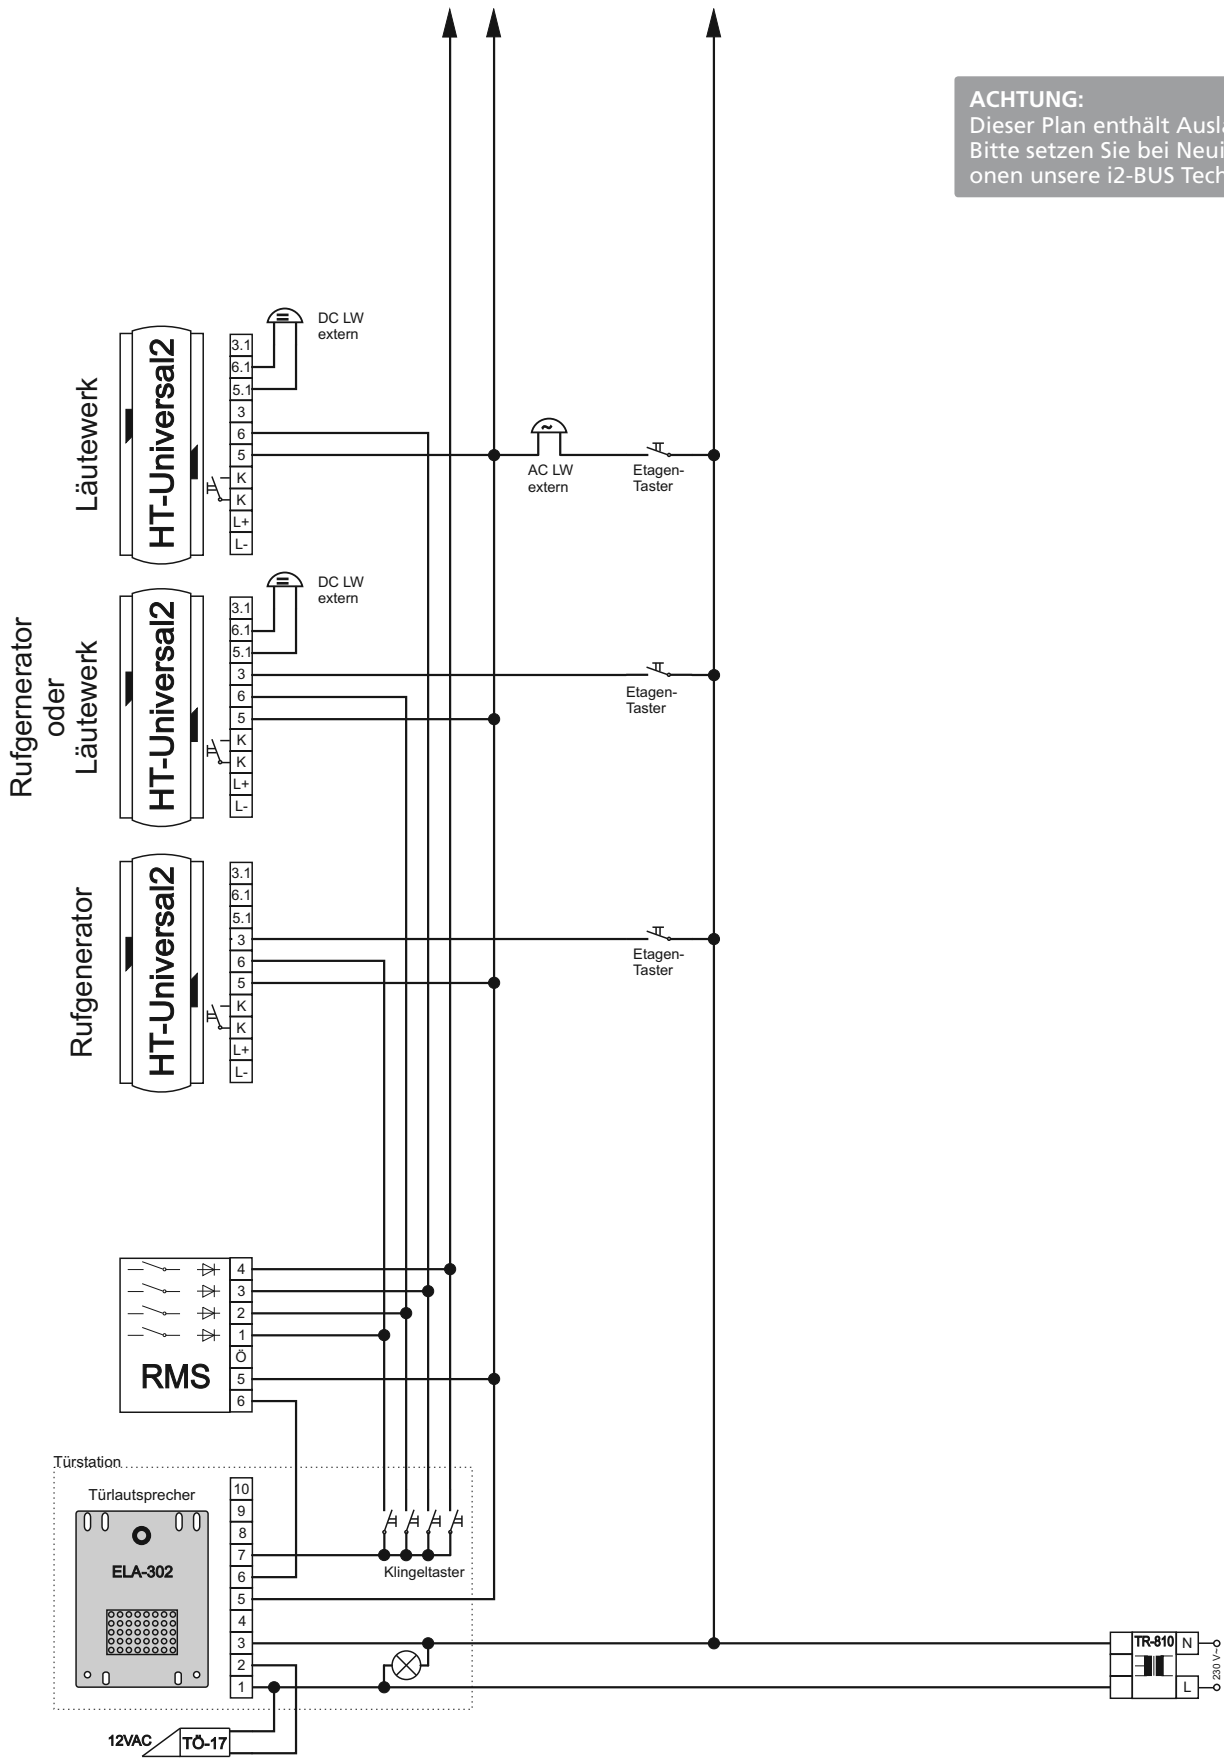 ACHTUNG:
Dieser Plan enthält
Bitte setzen Sie bei
onen unsere i2-BUS
DC LW
extern
Läutewerk
HT-Universal2
3.1
6.1
5.1
3
6
5
K
K
L+
L-
AC LW
extern
Etagen-
Taster
DC LW
extern
Rufgernerator
oder
Läutewerk
HT-Universal2
3.1
6.1
5.1
3
6
5
K
K
L+
L-
Etagen-
Taster
Rufgenerator
HT-Universal2
3.1
6.1
5.1
3
6
5
K
K
L+
L-
Etagen-
Taster
RMS
4
3
2
1
Ö
5
6
Türstation
Türlautsprecher
ELA-302
10
9
8
7
6
5
4
3
2
1
Klingeltaster
12VAC
TÖ-17
TR-810
N
L
230 V~